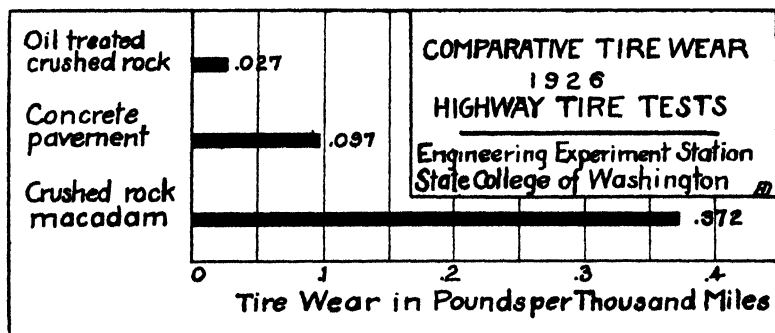 Oil treated
crushed rock
.027
Concrete
pavement
.097
Crushed rock
macadam
.372
0 .1 .2 .3 .4
Tire Wear in Pounds per Thousand Miles
COMPARATIVE TIRE WEAR
1926
HIGHWAY TIRE TESTS
Engineering Experiment Station
State College of Washington